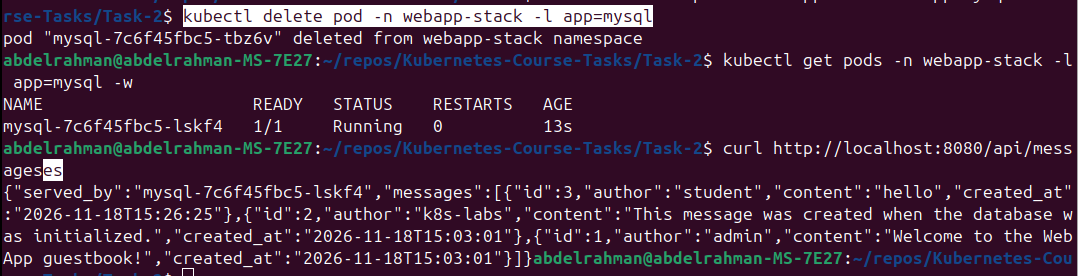 rse-Tasks/Task-2$ kubectl delete pod -n webapp-stack -l app=mysql
pod "mysql-7c6f45fbc5-tbz6v" deleted from webapp-stack namespace
abdelrahman@abdelrahman-MS-7E27:~/repos/Kubernetes-Course-Tasks/Task-2$ kubectl get pods -n webapp-stack -l
 app=mysql -w
NAME                     READY   STATUS    RESTARTS   AGE
mysql-7c6f45fbc5-lskf4   1/1     Running   0          13s
abdelrahman@abdelrahman-MS-7E27:~/repos/Kubernetes-Course-Tasks/Task-2$ curl http://localhost:8080/api/mess
ageses
{"served_by":"mysql-7c6f45fbc5-lskf4","messages":[{"id":3,"author":"student","content":"hello","created_at"
:"2026-11-18T15:26:25"},{"id":2,"author":"k8s-labs","content":"This message was created when the database w
as initialized.","created_at":"2026-11-18T15:03:01"},{"id":1,"author":"admin","content":"Welcome to the Web
App guestbook!","created_at":"2026-11-18T15:03:01"}]}abdelrahman@abdelrahman-MS-7E27:~/repos/Kubernetes-Cou